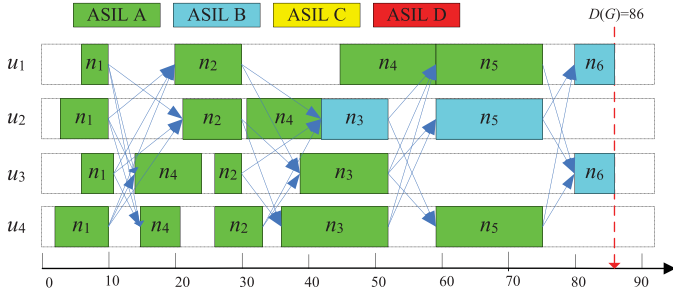 ASIL A ASIL B ASIL C ASIL D D(G)=86
u1 n1 n2 n4 n5 n6
u2 n1 n2 n4 n3 n5
u3 n1 n4 n2 n3 n6
u4 n1 n4 n2 n3 n5
0 10 20 30 40 50 60 70 80 90